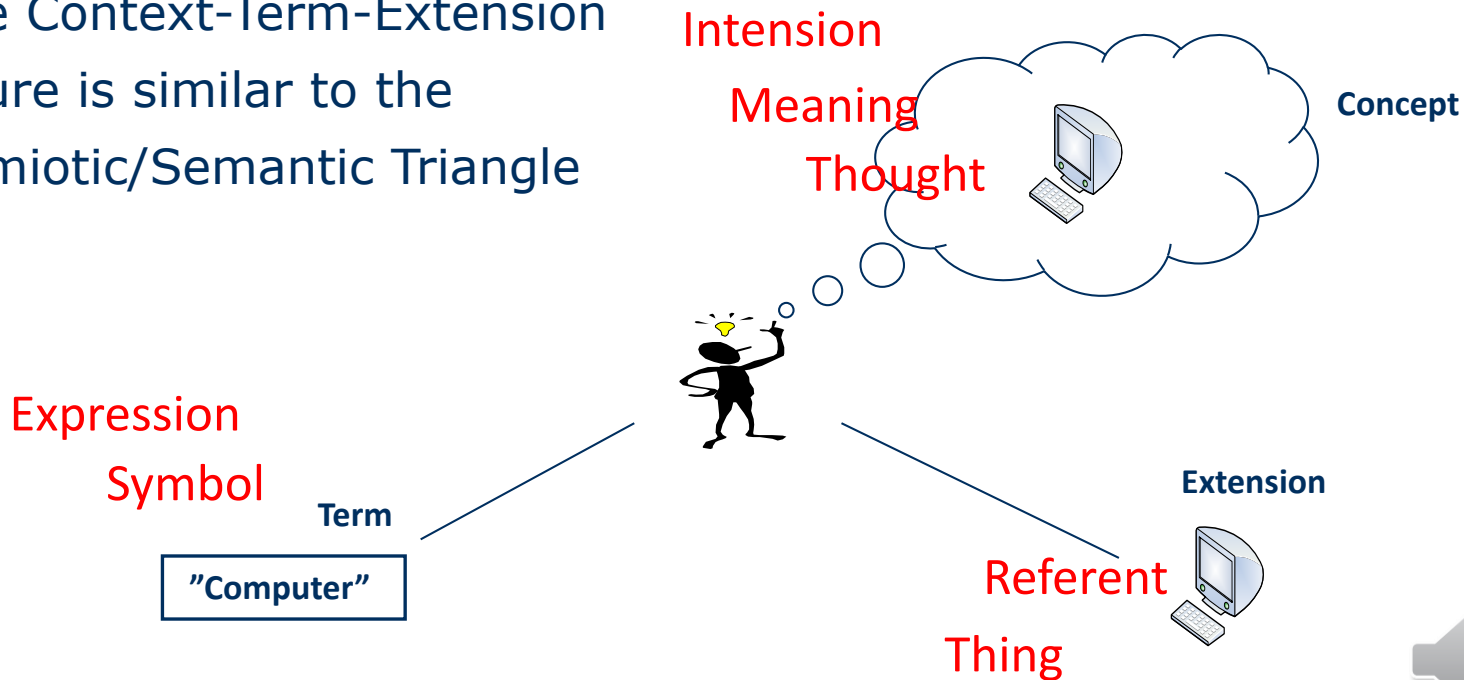 e Context-Term-Extension
ure is similar to the
miotic/Semantic Triangle
Intension
Meaning
Thought
Concept
Expression
Symbol
Term
”Computer”
Extension
Referent
Thing